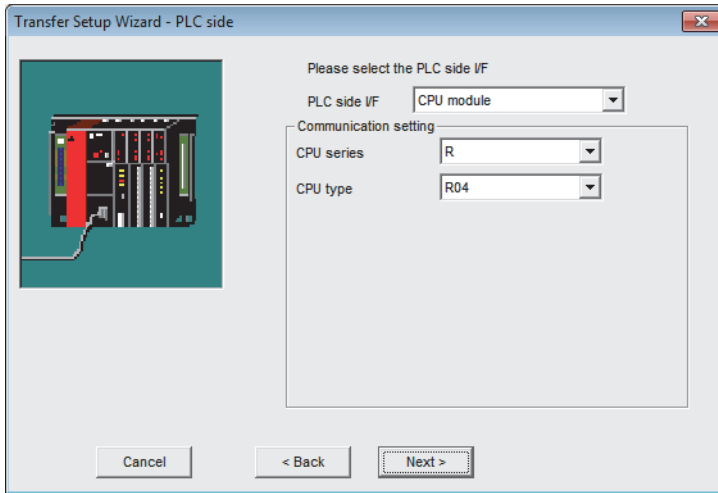 Transfer Setup Wizard - PLC side
Please select the PLC side I/F
PLC side I/F CPU module
Communication setting
CPU series R
CPU type R04
Cancel < Back Next >